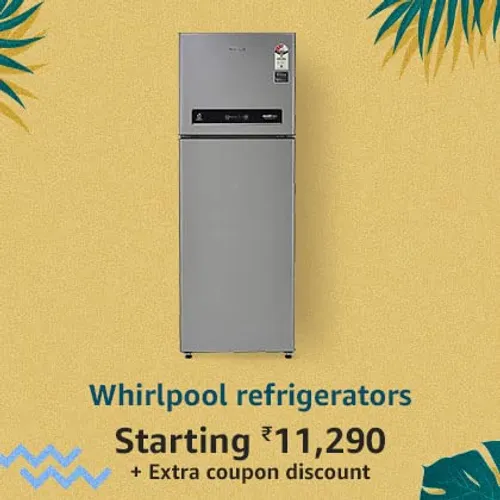 Whirlpool refrigerators
Starting ₹11,290
+ Extra coupon discount